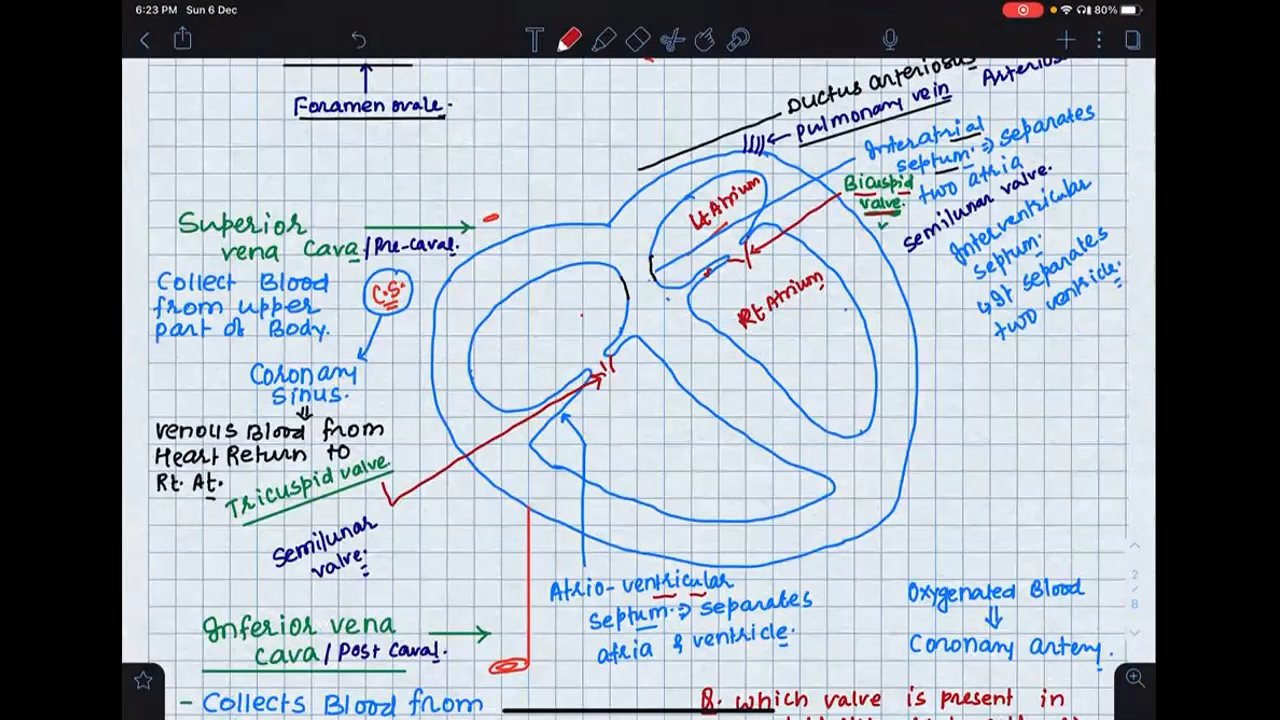 6:23 PM Sun 6 Dec
80%
T
Foramen ovale.
Ductus arteriosus
Arterios
pulmonary vein
Interatrial
septum. => separates
two atria
Bicuspid
valve.
semilunar valve.
Interventricular
septum.
↳ It separates
two ventricle.
Lt Atrium
Rt Atrium
Superior
vena Cava /Pre-caval.
Collect Blood
from upper
part of Body.
C.S.
Coronary
Sinus.
venous Blood from
Heart Return to
Rt. At.
Tricuspid valve
Semilunar
valve.
Atrio-ventricular
septum => separates
atria & ventricle.
Oxygenated Blood
Coronary artery.
Inferior vena
cava / Post Caval.
- Collects Blood from
Q. which valve is present in
2
8